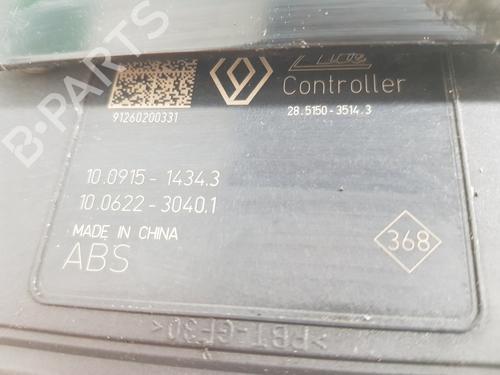 Controller
91260200331
28.5150-3514.3
10.0915-1434.3
10.0622-3040.1
MADE IN CHINA
ABS
368
>PBT-GF30<
B-PARTS